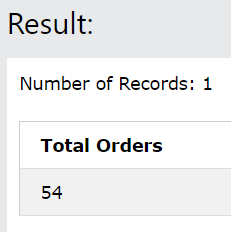 Result:
Number of Records: 1
Total Orders
54